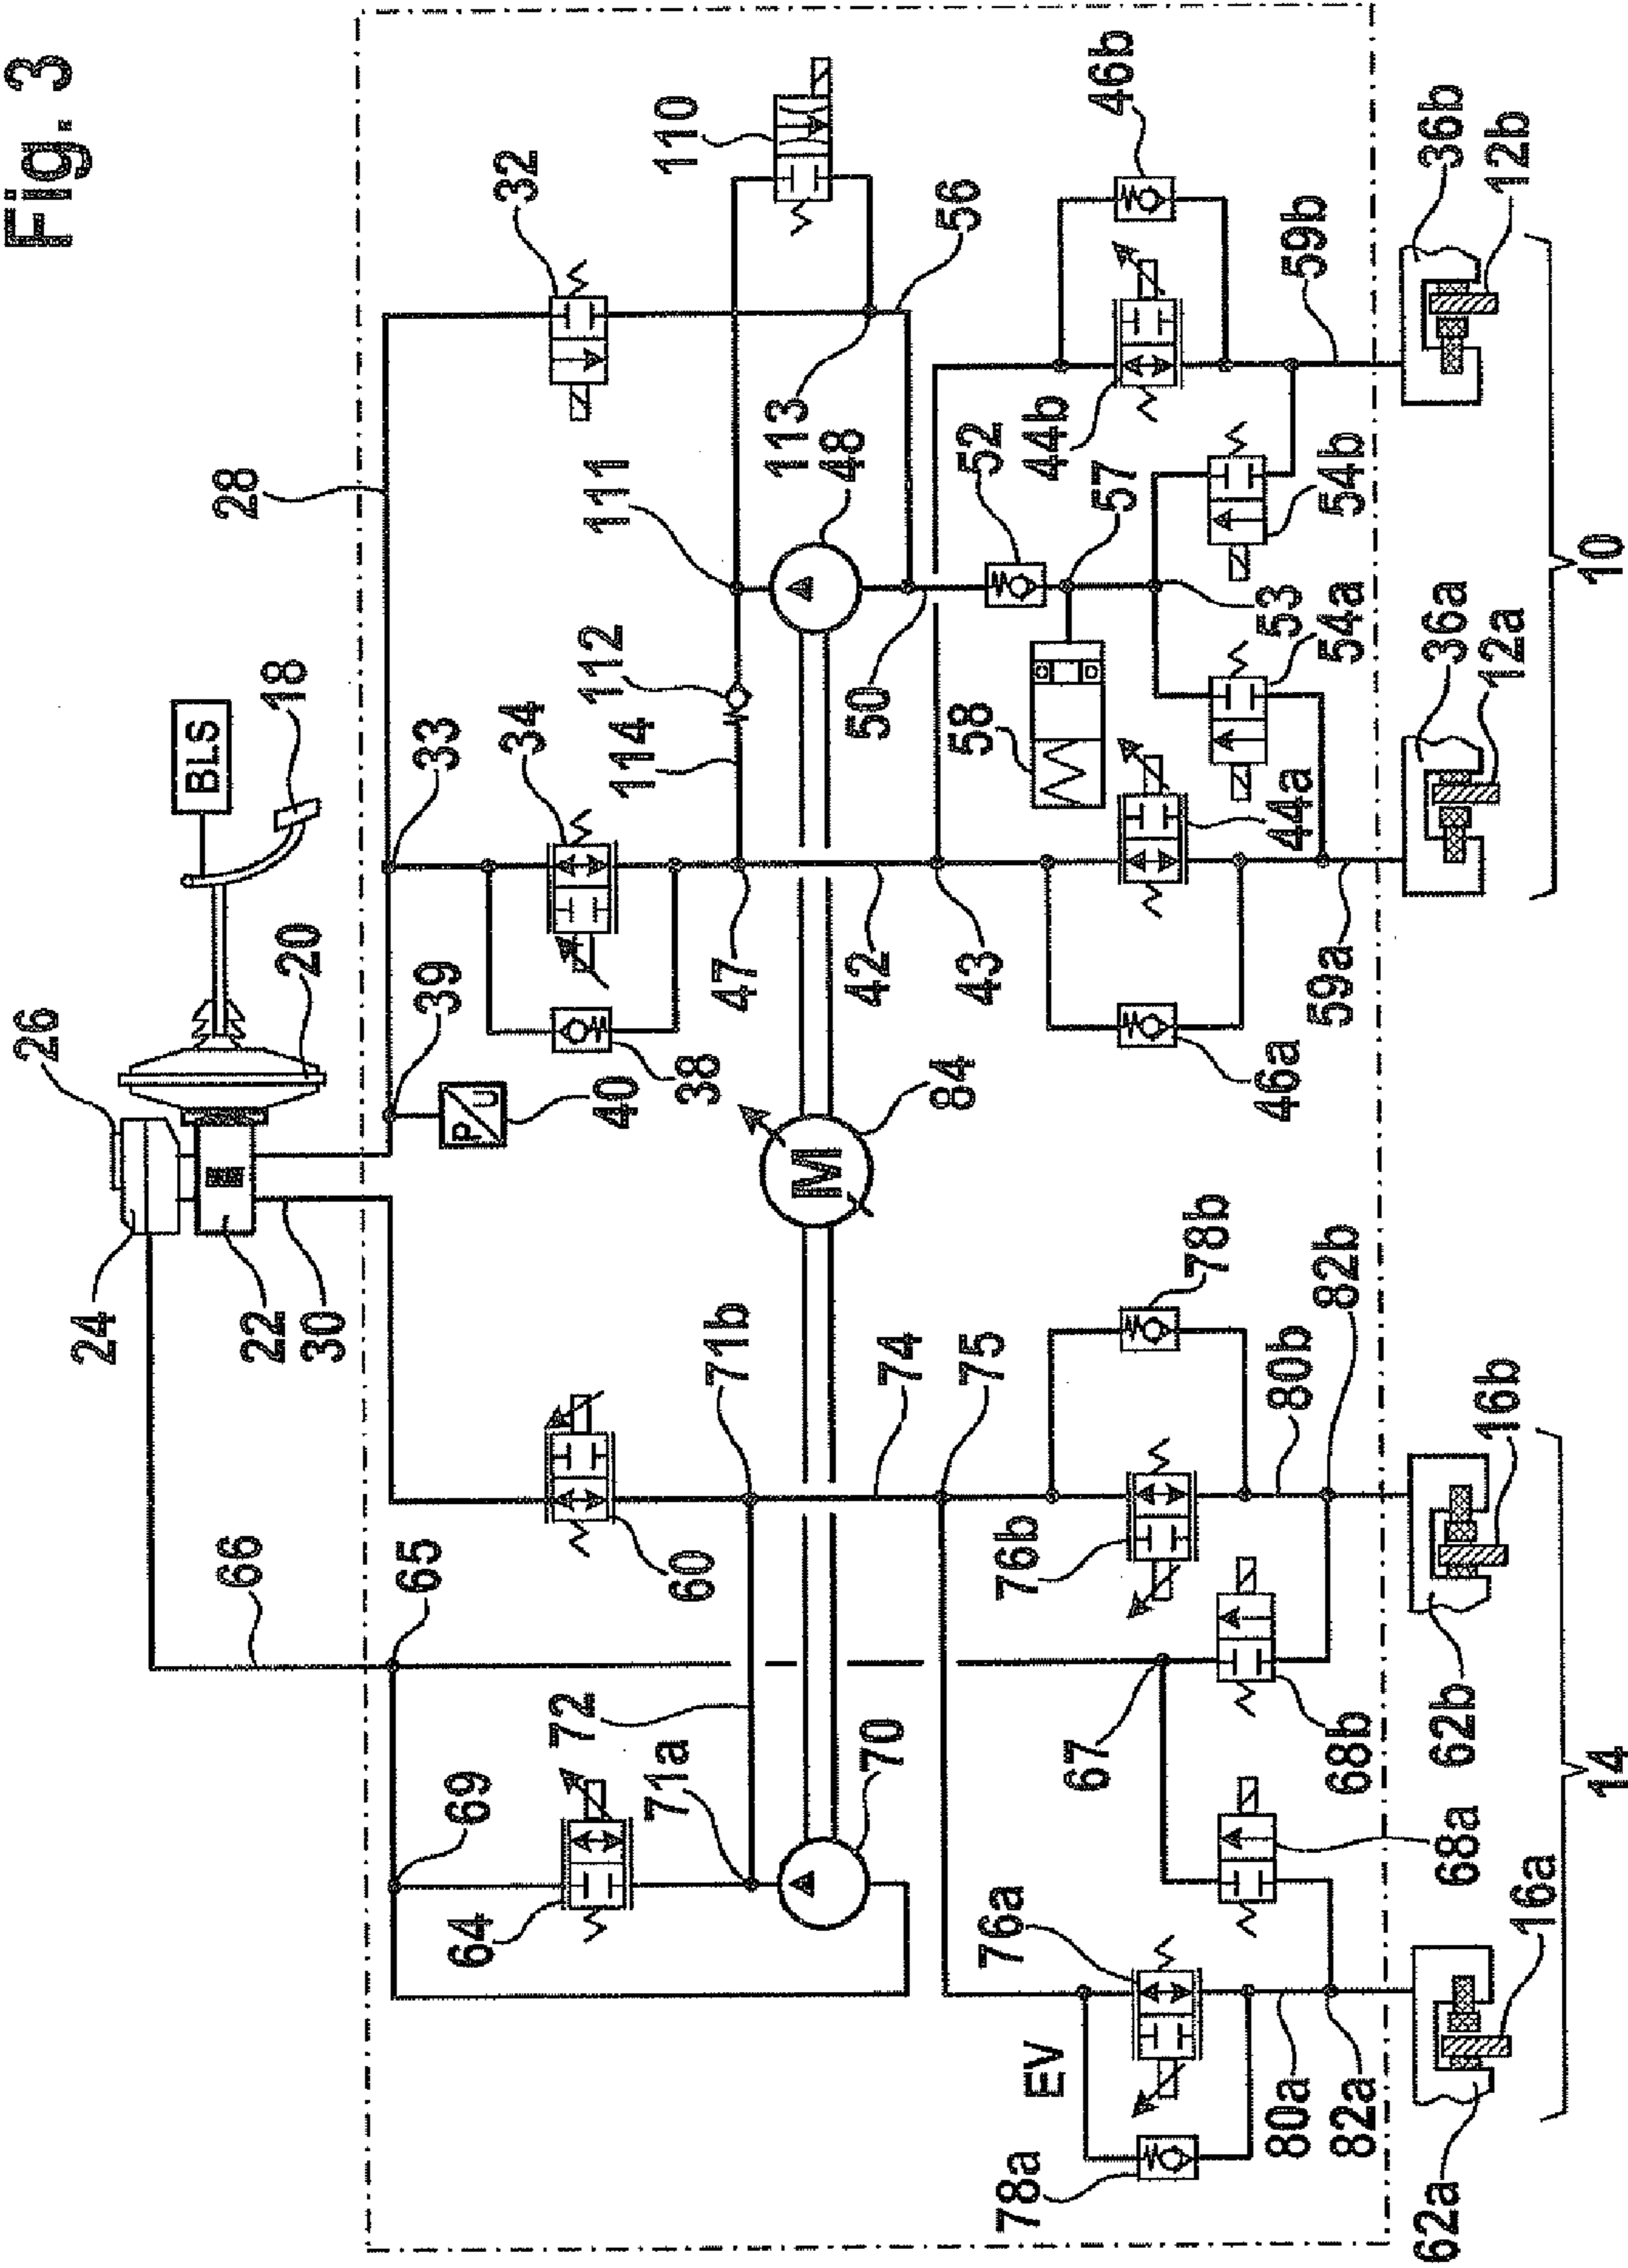 Fig. 3
26
24
22
30
20
BLS
18
28
33
39
40
P
U
34
38
32
110
112
114
111
113
48
56
47
42
43
50
52
57
58
53
44a
44b
46a
46b
54a
54b
59a
59b
36a
12a
36b
12b
10
M
84
66
65
60
69
64
72
71a
71b
70
74
75
67
76a
76b
78a
78b
EV
68a
68b
80a
80b
82a
82b
62a
16a
62b
16b
14